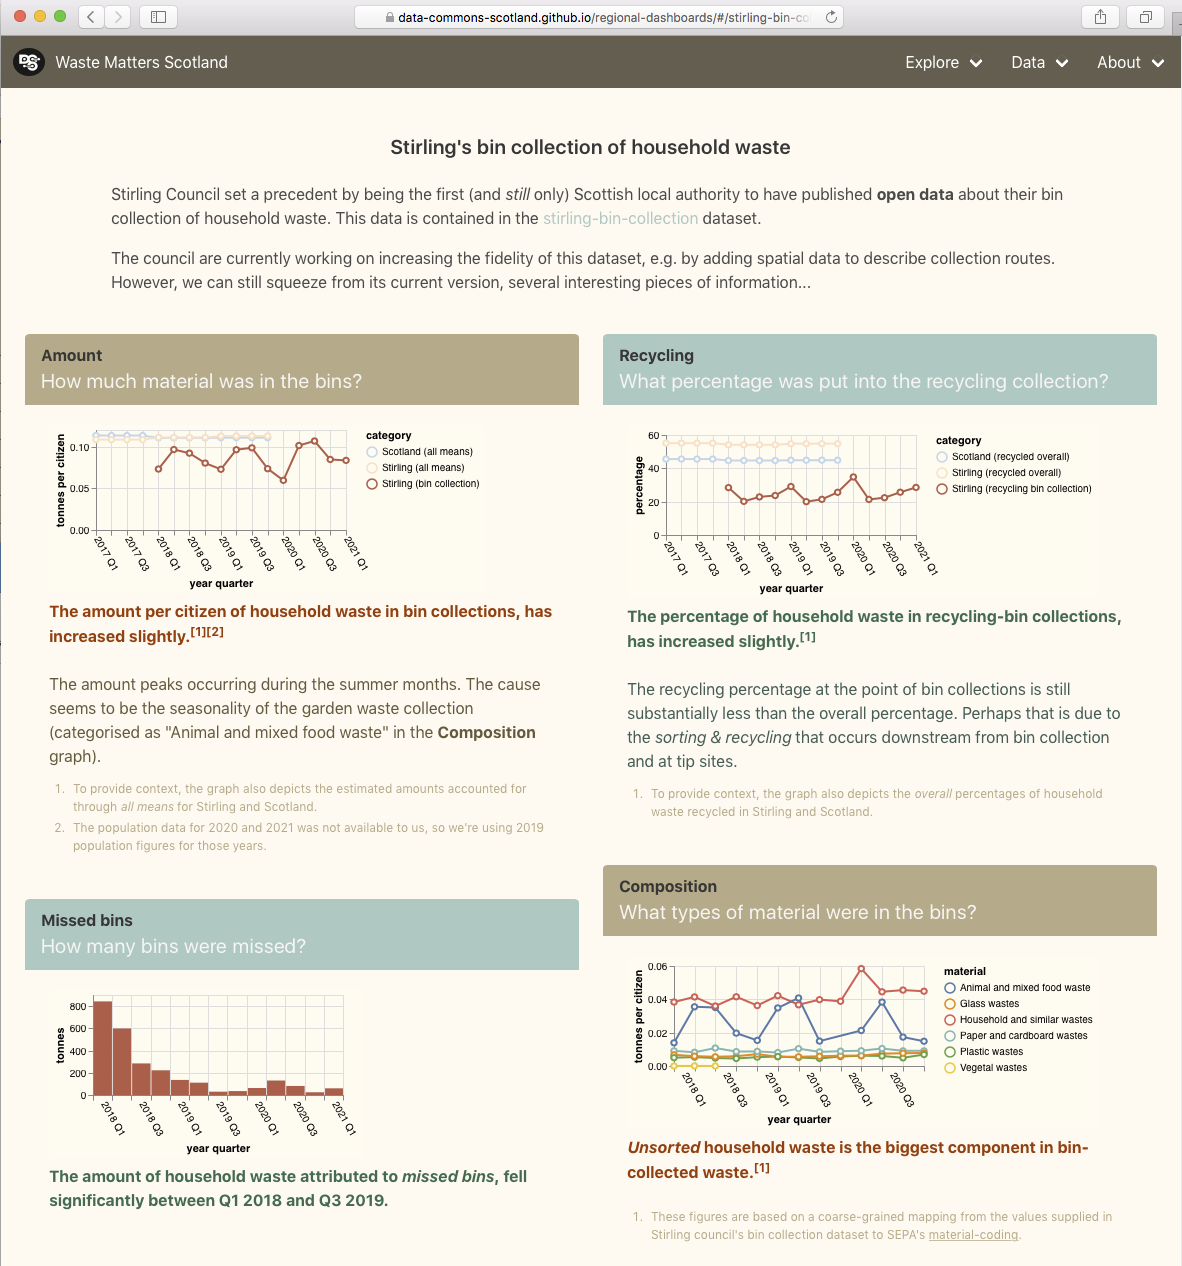 data-commons-scotland.github.io/regional-dashboards/#/stirling-bin-co
Waste Matters Scotland
Explore
Data
About
Stirling's bin collection of household waste
Stirling Council set a precedent by being the first (and still only) Scottish local authority to have published open data about their bin
collection of household waste. This data is contained in the stirling-bin-collection dataset.
The council are currently working on increasing the fidelity of this dataset, e.g. by adding spatial data to describe collection routes.
However, we can still squeeze from its current version, several interesting pieces of information...
Amount
How much material was in the bins?
tonnes per citizen
0.10
0.05
0.00
2017 Q1
2017 Q3
2018 Q1
2018 Q3
2019 Q1
2019 Q3
2020 Q1
2020 Q3
2021 Q1
year quarter
category
Scotland (all means)
Stirling (all means)
Stirling (bin collection)
The amount per citizen of household waste in bin collections, has
increased slightly.[1][2]
The amount peaks occurring during the summer months. The cause
seems to be the seasonality of the garden waste collection
(categorised as "Animal and mixed food waste" in the Composition
graph).
1. To provide context, the graph also depicts the estimated amounts accounted for
through all means for Stirling and Scotland.
2. The population data for 2020 and 2021 was not available to us, so we're using 2019
population figures for those years.
Missed bins
How many bins were missed?
tonnes
800
600
400
200
0
2018 Q1
2018 Q3
2019 Q1
2019 Q3
2020 Q1
2020 Q3
2021 Q1
year quarter
The amount of household waste attributed to missed bins, fell
significantly between Q1 2018 and Q3 2019.
Recycling
What percentage was put into the recycling collection?
percentage
60
40
20
0
2017 Q1
2017 Q3
2018 Q1
2018 Q3
2019 Q1
2019 Q3
2020 Q1
2020 Q3
2021 Q1
year quarter
category
Scotland (recycled overall)
Stirling (recycled overall)
Stirling (recycling bin collection)
The percentage of household waste in recycling-bin collections,
has increased slightly.[1]
The recycling percentage at the point of bin collections is still
substantially less than the overall percentage. Perhaps that is due to
the sorting & recycling that occurs downstream from bin collection
and at tip sites.
1. To provide context, the graph also depicts the overall percentages of household
waste recycled in Stirling and Scotland.
Composition
What types of material were in the bins?
tonnes per citizen
0.06
0.04
0.02
0.00
2018 Q1
2018 Q3
2019 Q1
2019 Q3
2020 Q1
2020 Q3
year quarter
material
Animal and mixed food waste
Glass wastes
Household and similar wastes
Paper and cardboard wastes
Plastic wastes
Vegetal wastes
Unsorted household waste is the biggest component in bin-
collected waste.[1]
1. These figures are based on a coarse-grained mapping from the values supplied in
Stirling council's bin collection dataset to SEPA's material-coding.